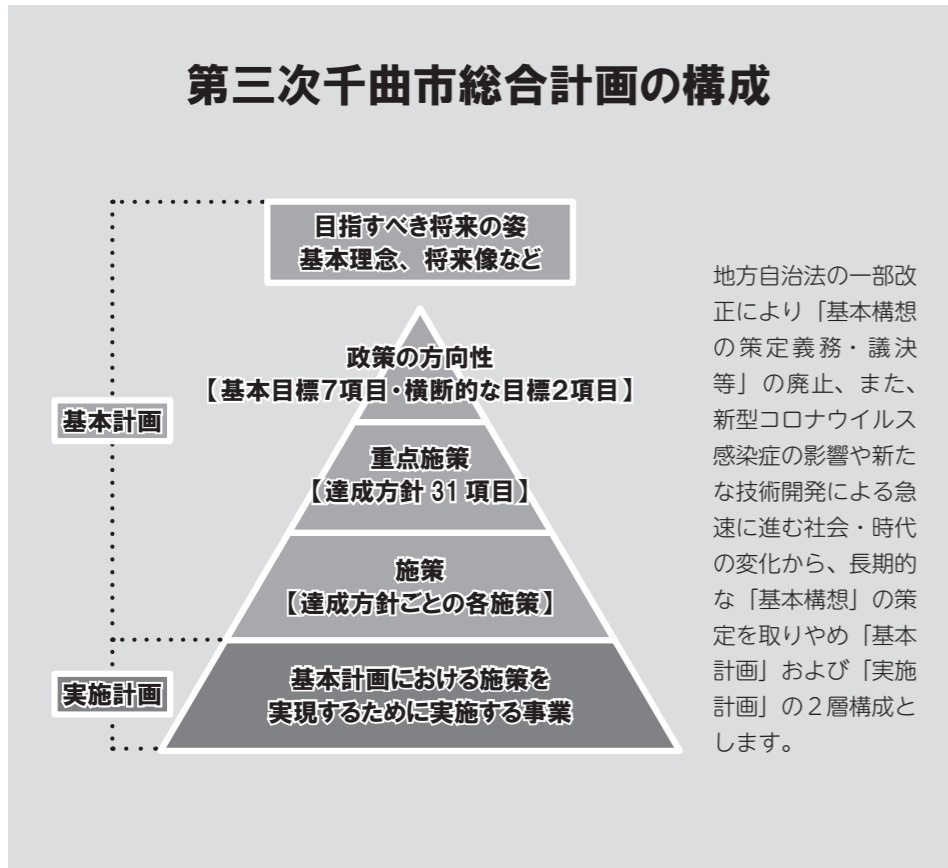 第三次千曲市総合計画の構成
目指すべき将来の姿
基本理念、将来像など
政策の方向性
【基本目標7項目・横断的な目標2項目】
基本計画
重点施策
【達成方針 31 項目】
施策
【達成方針ごとの各施策】
実施計画
基本計画における施策を
実現するために実施する事業
地方自治法の一部改
正により「基本構想
の策定義務・議決
等」の廃止、また、
新型コロナウイルス
感染症の影響や新た
な技術開発による急
速に進む社会・時代
の変化から、長期的
な「基本構想」の策
定を取りやめ「基本
計画」および「実施
計画」の２層構成と
します。